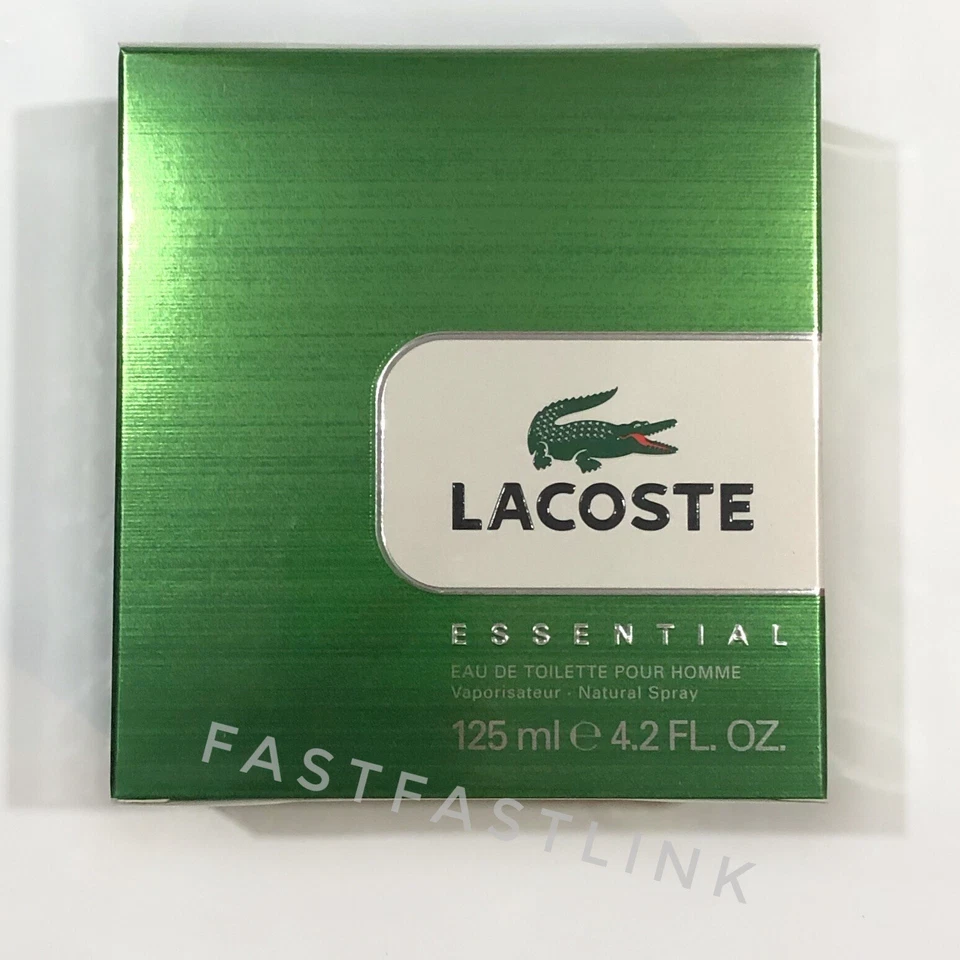 LACOSTE
ESSENTIAL
EAU DE TOILETTE POUR HOMME
Vaporisateur · Natural Spray
125 ml ℮ 4.2 FL. OZ.
FASTFASTLINK